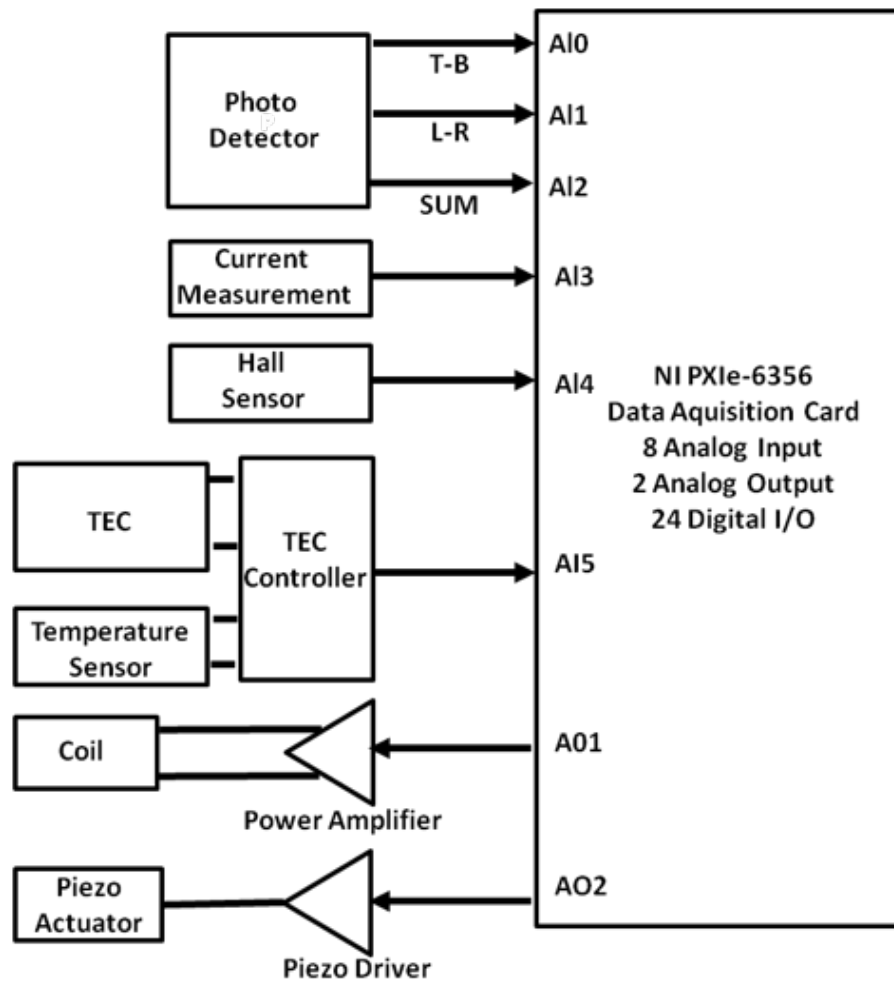 Photo
Detector
T-B
L-R
SUM
AI0
AI1
AI2
Current
Measurement
AI3
Hall
Sensor
AI4
NI PXIe-6356
Data Aquisition Card
8 Analog Input
2 Analog Output
24 Digital I/O
TEC
TEC
Controller
AI5
Temperature
Sensor
Coil
A01
Power Amplifier
Piezo
Actuator
AO2
Piezo Driver